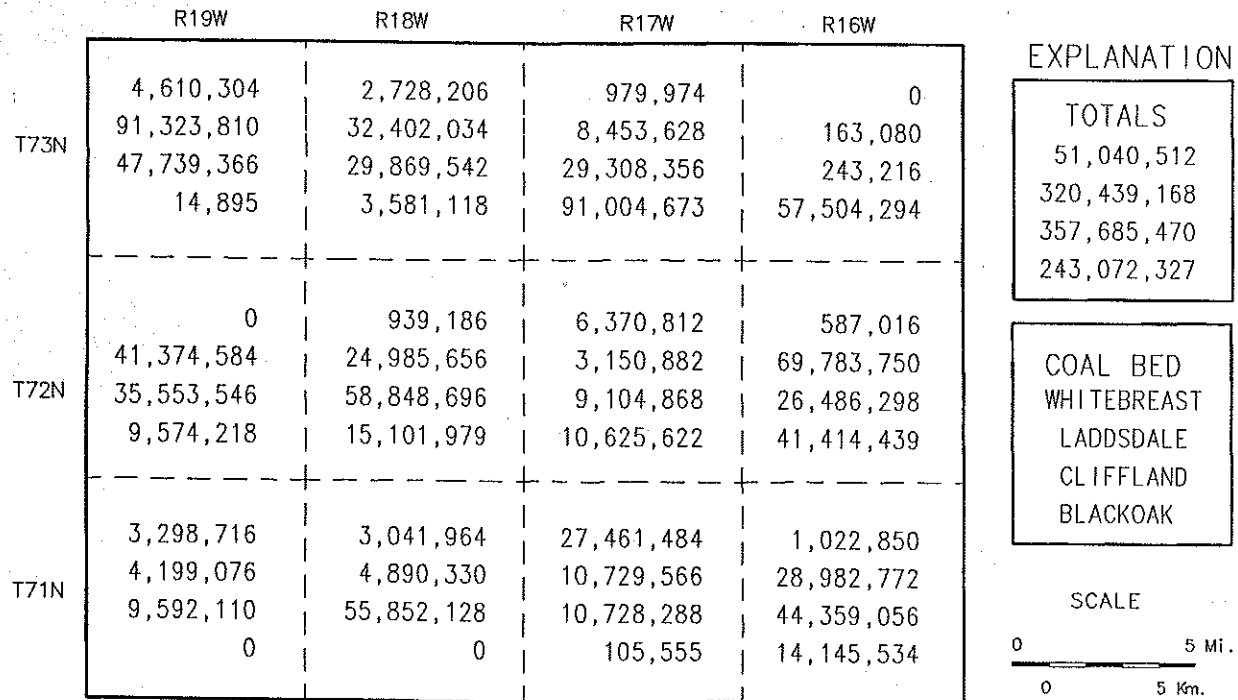 R19W R18W R17W R16W
T73N
4,610,304 2,728,206 979,974 0
91,323,810 32,402,034 8,453,628 163,080
47,739,366 29,869,542 29,308,356 243,216
14,895 3,581,118 91,004,673 57,504,294
T72N
0 939,186 6,370,812 587,016
41,374,584 24,985,656 3,150,882 69,783,750
35,553,546 58,848,696 9,104,868 26,486,298
9,574,218 15,101,979 10,625,622 41,414,439
T71N
3,298,716 3,041,964 27,461,484 1,022,850
4,199,076 4,890,330 10,729,566 28,982,772
9,592,110 55,852,128 10,728,288 44,359,056
0 0 105,555 14,145,534
EXPLANATION
TOTALS
51,040,512
320,439,168
357,685,470
243,072,327
COAL BED
WHITEBREAST
LADDSDALE
CLIFFLAND
BLACKOAK
SCALE
0 5 Mi.
0 5 Km.